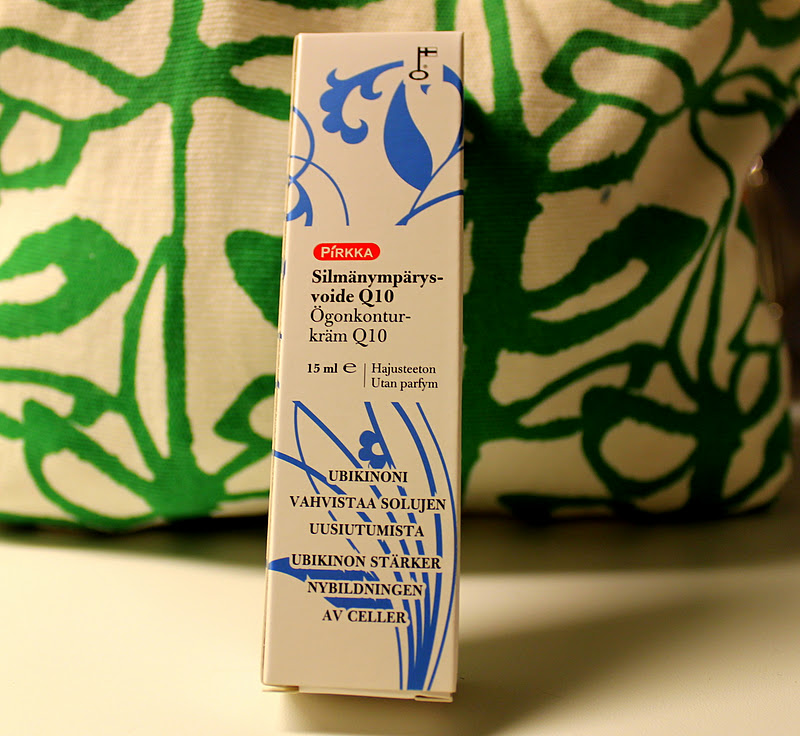 PIRKKA
Silmänympärys-
voide Q10
Ögonkontur-
kräm Q10
15 ml ℮ | Hajusteeton
Utan parfym
UBIKINONI
VAHVISTAA SOLUJEN
UUSIUTUMISTA
UBIKINON STÄRKER
NYBILDNINGEN
AV CELLER